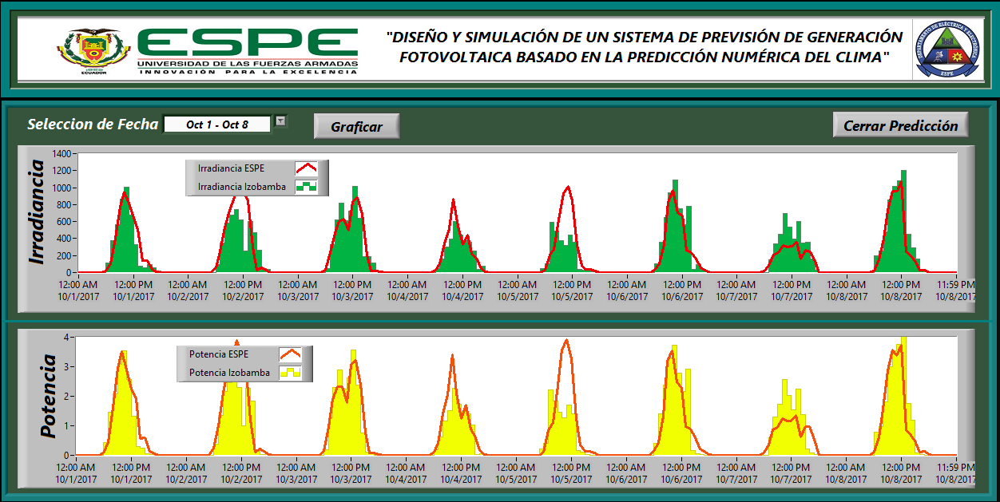 ECUADOR
ESPE
UNIVERSIDAD DE LAS FUERZAS ARMADAS
INNOVACIÓN PARA LA EXCELENCIA
"DISEÑO Y SIMULACIÓN DE UN SISTEMA DE PREVISIÓN DE GENERACIÓN
FOTOVOLTAICA BASADO EN LA PREDICCIÓN NUMÉRICA DEL CLIMA"
DEPARTAMENTO DE ELÉCTRICA Y ELECTRÓNICA
ESPE
Seleccion de Fecha
Oct 1 - Oct 8
Graficar
Cerrar Predicción
Irradiancia
1400
1200
1000
800
600
400
200
0
Irradiancia ESPE
Irradiancia Izobamba
12:00 AM 12:00 PM 12:00 AM 12:00 PM 12:00 AM 12:00 PM 12:00 AM 12:00 PM 12:00 AM 12:00 PM 12:00 AM 12:00 PM 12:00 AM 12:00 PM 12:00 AM 12:00 PM 11:59 PM
10/1/2017 10/1/2017 10/2/2017 10/2/2017 10/3/2017 10/3/2017 10/4/2017 10/4/2017 10/5/2017 10/5/2017 10/6/2017 10/6/2017 10/7/2017 10/7/2017 10/8/2017 10/8/2017 10/8/2017
Potencia
4
3
2
1
0
Potencia ESPE
Potencia Izobamba
12:00 AM 12:00 PM 12:00 AM 12:00 PM 12:00 AM 12:00 PM 12:00 AM 12:00 PM 12:00 AM 12:00 PM 12:00 AM 12:00 PM 12:00 AM 12:00 PM 12:00 AM 12:00 PM 11:59 PM
10/1/2017 10/1/2017 10/2/2017 10/2/2017 10/3/2017 10/3/2017 10/4/2017 10/4/2017 10/5/2017 10/5/2017 10/6/2017 10/6/2017 10/7/2017 10/7/2017 10/8/2017 10/8/2017 10/8/2017